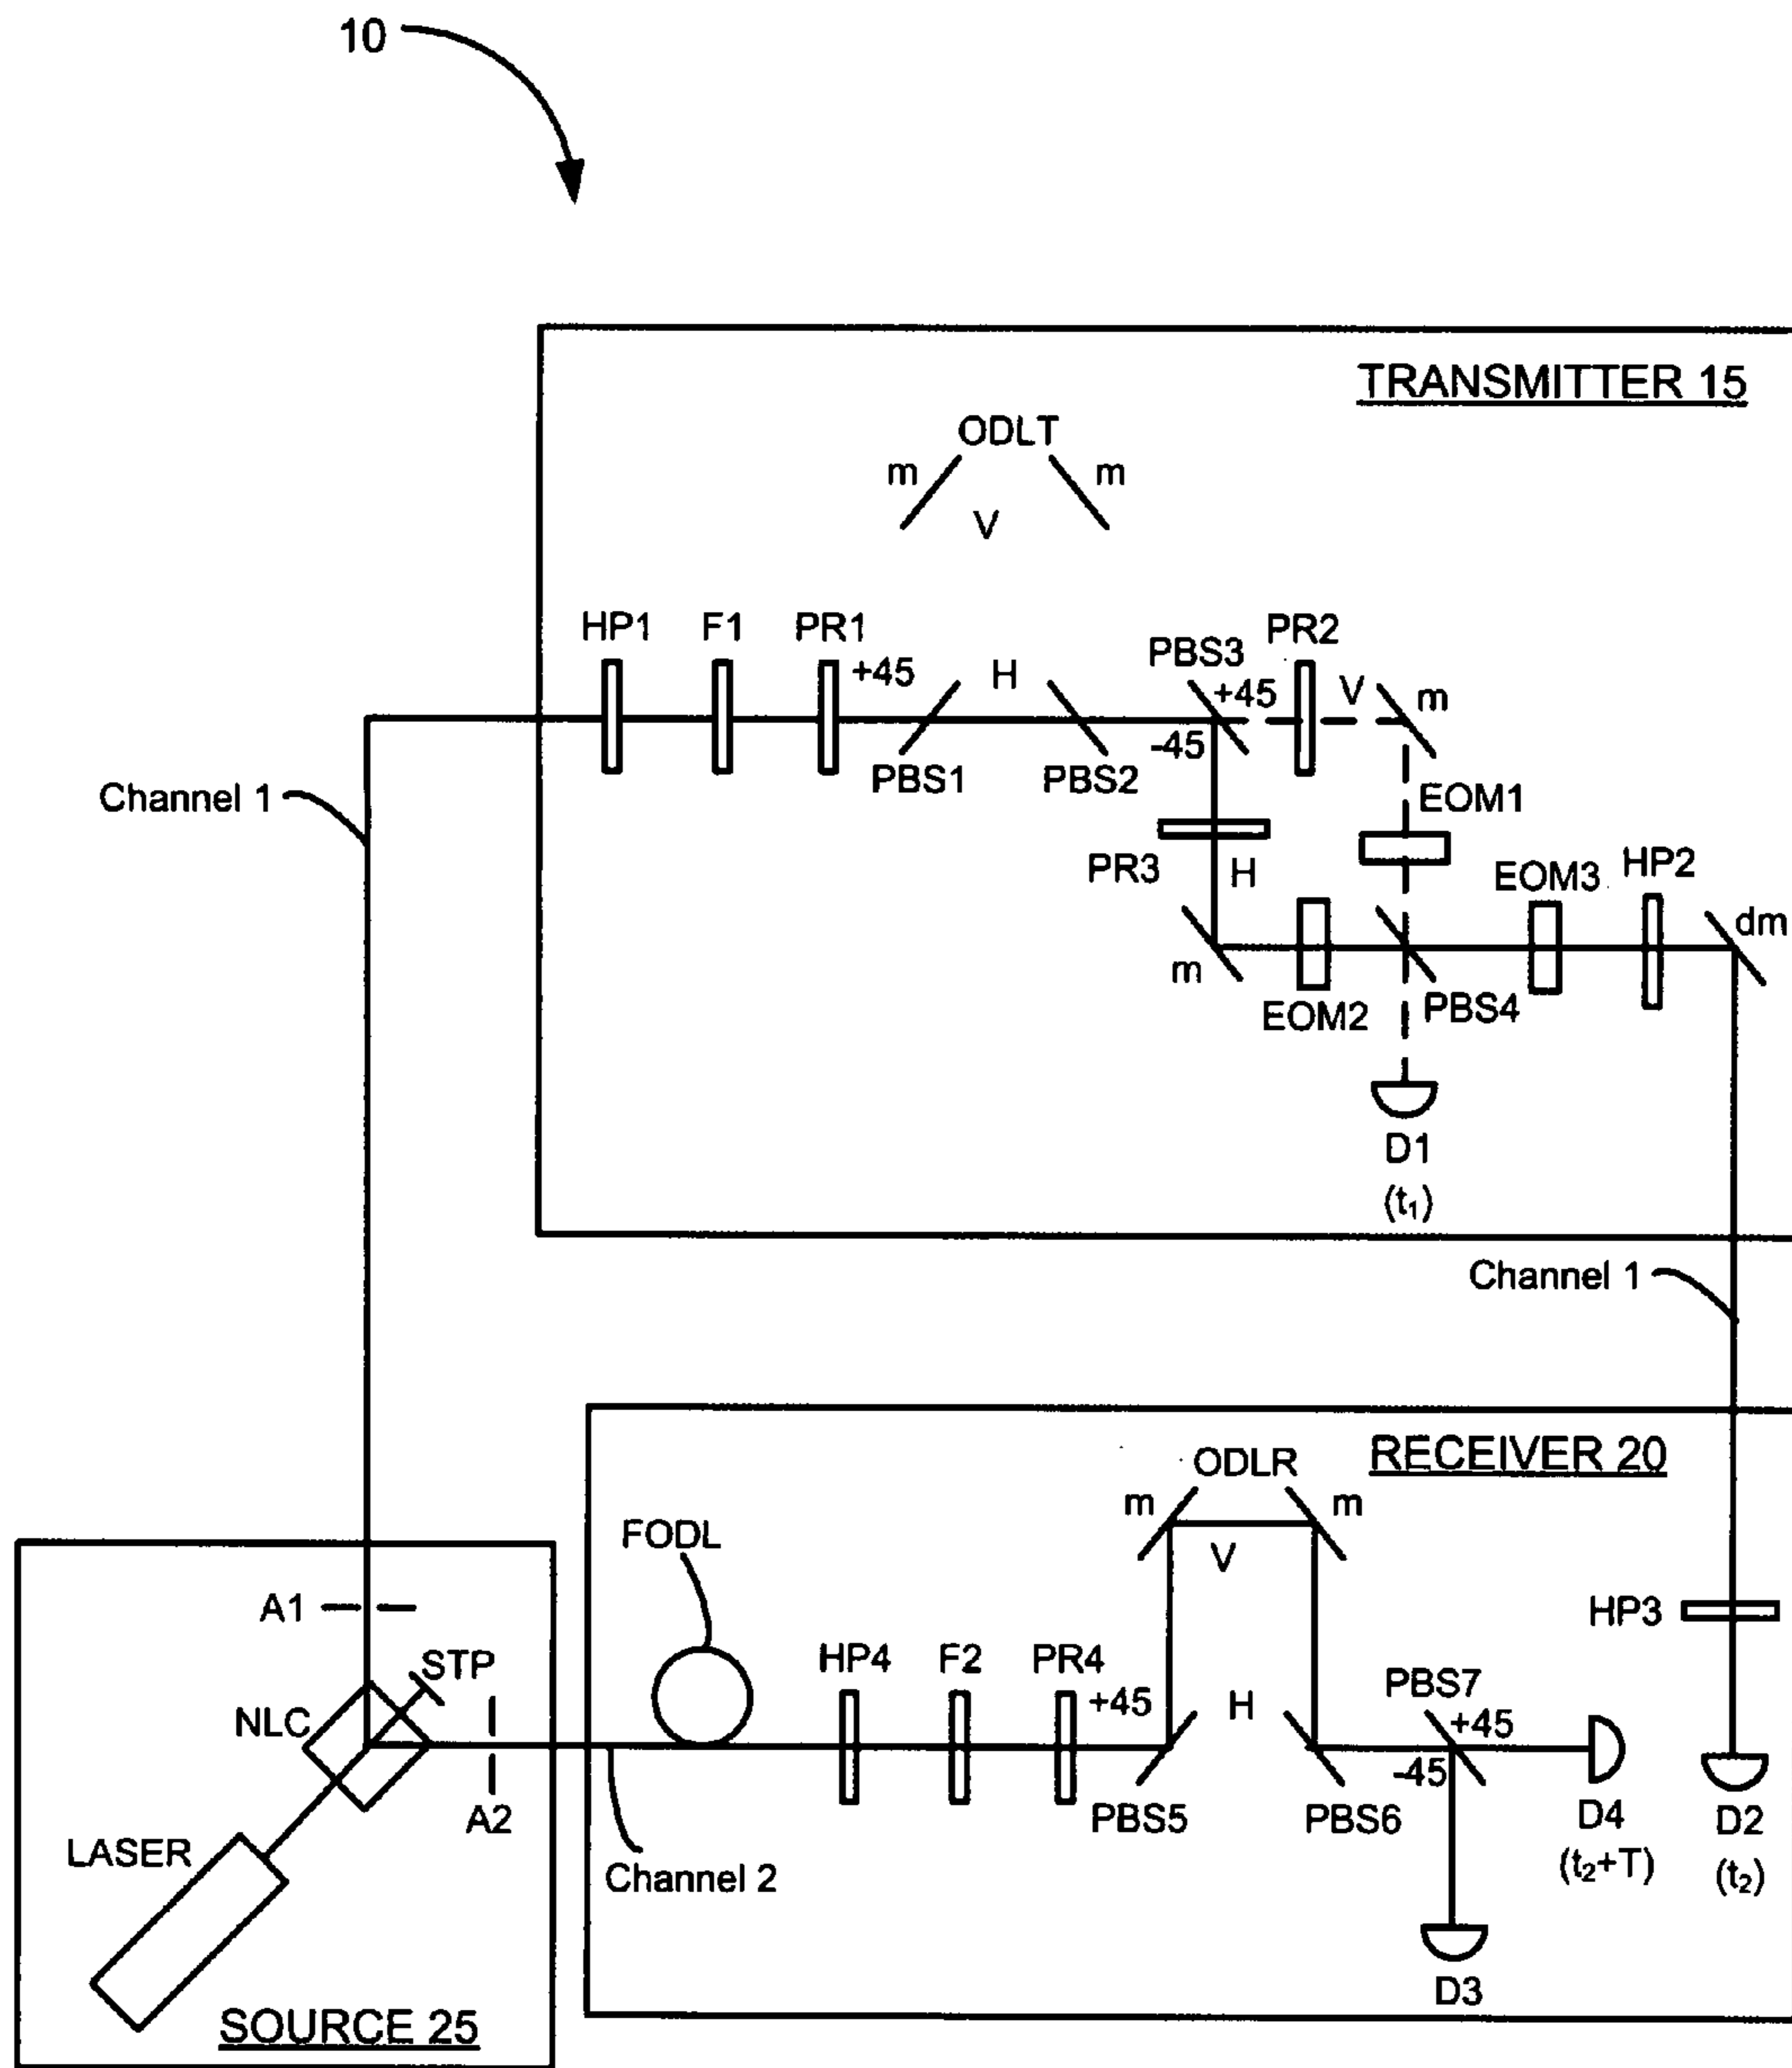 10
TRANSMITTER 15
ODLT
m
m
V
HP1
F1
PR1
+45
H
PBS3
+45
PR2
V
m
-45
PBS1
PBS2
Channel 1
EOM1
PR3
H
EOM3
HP2
dm
m
EOM2
PBS4
D1
(t₁)
Channel 1
RECEIVER 20
ODLR
m
m
V
FODL
A1
STP
NLC
HP4
F2
PR4
+45
H
PBS7
+45
HP3
-45
A2
PBS5
PBS6
D4
(t₂+T)
D2
(t₂)
LASER
Channel 2
D3
SOURCE 25